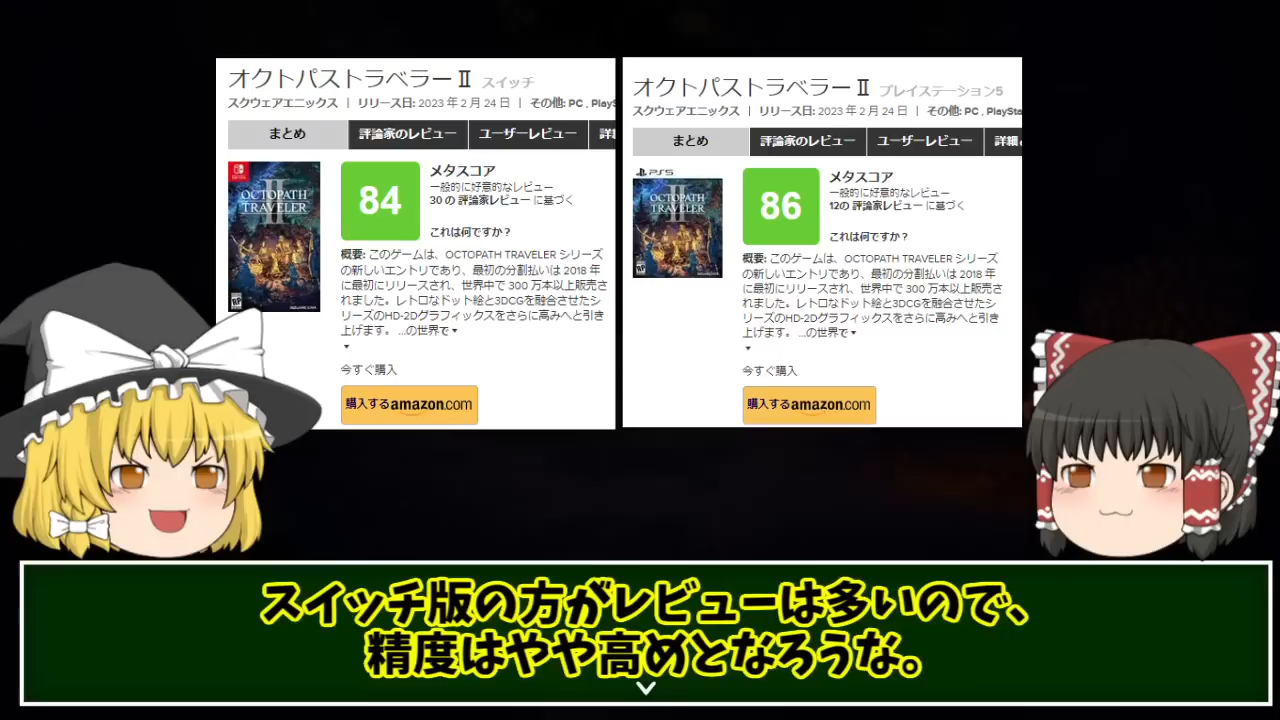 オクトパストラベラーⅡ スイッチ
スクウェアエニックス | リリース日: 2023 年 2 月 24 日 | その他: PC , PlayS
まとめ 評論家のレビュー ユーザーレビュー 詳
OCTOPATH
TRAVELER
II
84
メタスコア
一般的に好意的なレビュー
30 の 評論家レビュー に基づく
これは何ですか？
概要: このゲームは、OCTOPATH TRAVELER シリーズ
の新しいエントリであり、最初の分割払いは 2018 年
に最初にリリースされ、世界中で 300 万本以上販売さ
れました。レトロなドット絵と3DCGを融合させたシ
リーズのHD-2Dグラフィックスをさらに高みへと引き
上げます。 ...の世界で
今すぐ購入
購入するamazon.com
オクトパストラベラーⅡ プレイステーション5
スクウェアエニックス | リリース日: 2023 年 2 月 24 日 | その他: PC , PlaySta
まとめ 評論家のレビュー ユーザーレビュー 詳細
PS5
OCTOPATH
TRAVELER
II
86
メタスコア
一般的に好意的なレビュー
12の 評論家レビュー に基づく
これは何ですか？
概要: このゲームは、OCTOPATH TRAVELER シリーズ
の新しいエントリであり、最初の分割払いは 2018 年
に最初にリリースされ、世界中で 300 万本以上販売さ
れました。レトロなドット絵と3DCGを融合させたシ
リーズのHD-2Dグラフィックスをさらに高みへと引き
上げます。 ...の世界で
今すぐ購入
購入するamazon.com
スイッチ版の方がレビューは多いので、
精度はやや高めとなろうな。